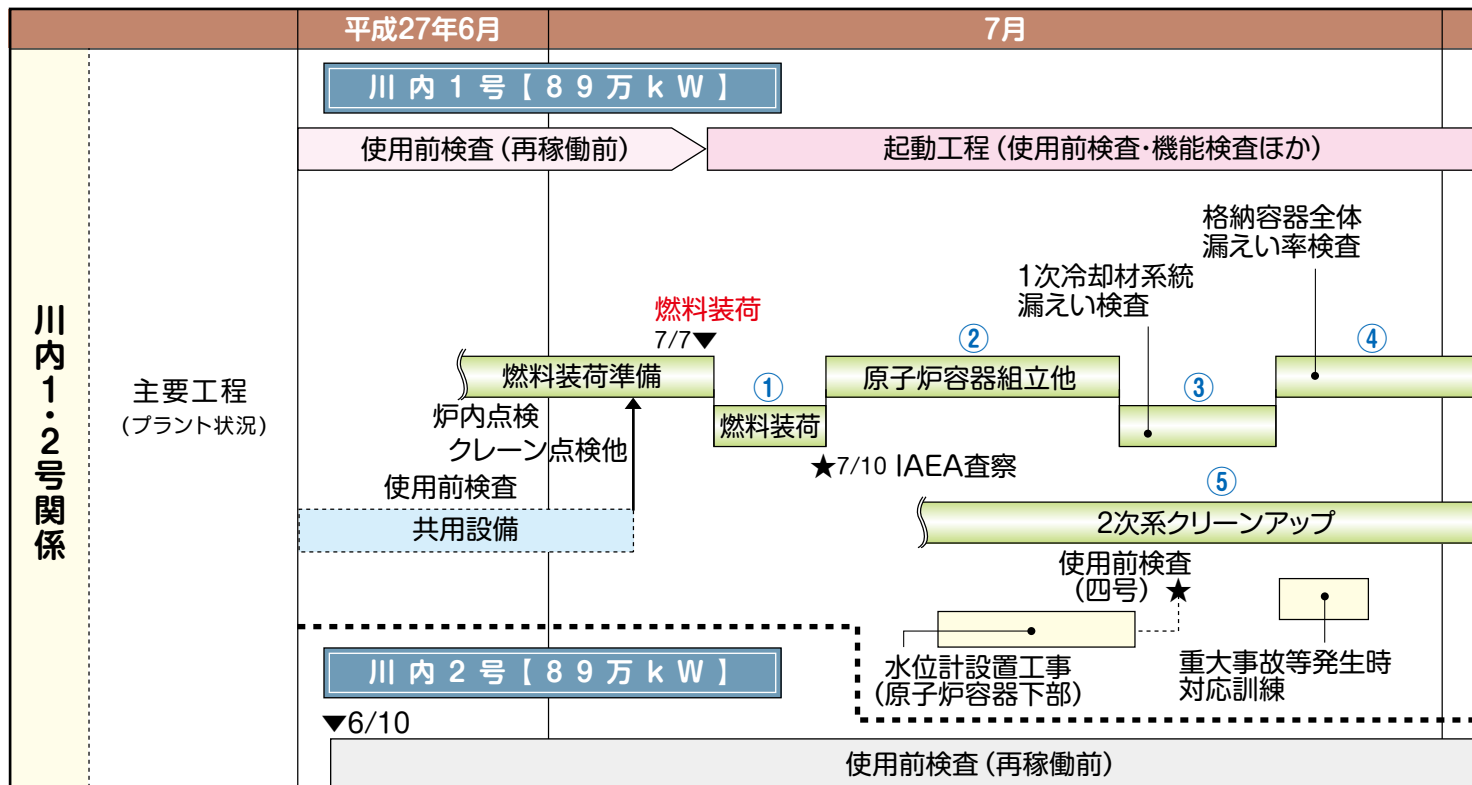 平成27年6月
7月
川内1・2号関係
主要工程
(プラント状況)
川内1号【89万kW】
使用前検査(再稼働前)
起動工程(使用前検査・機能検査ほか)
格納容器全体
漏えい率検査
1次冷却材系統
漏えい検査
燃料装荷
7/7▼
②
④
燃料装荷準備
①
原子炉容器組立他
③
炉内点検
クレーン点検他
燃料装荷
★7/10 IAEA査察
使用前検査
共用設備
⑤
2次系クリーンアップ
使用前検査
(四号)★
水位計設置工事
(原子炉容器下部)
重大事故等発生時
対応訓練
川内2号【89万kW】
▼6/10
使用前検査(再稼働前)